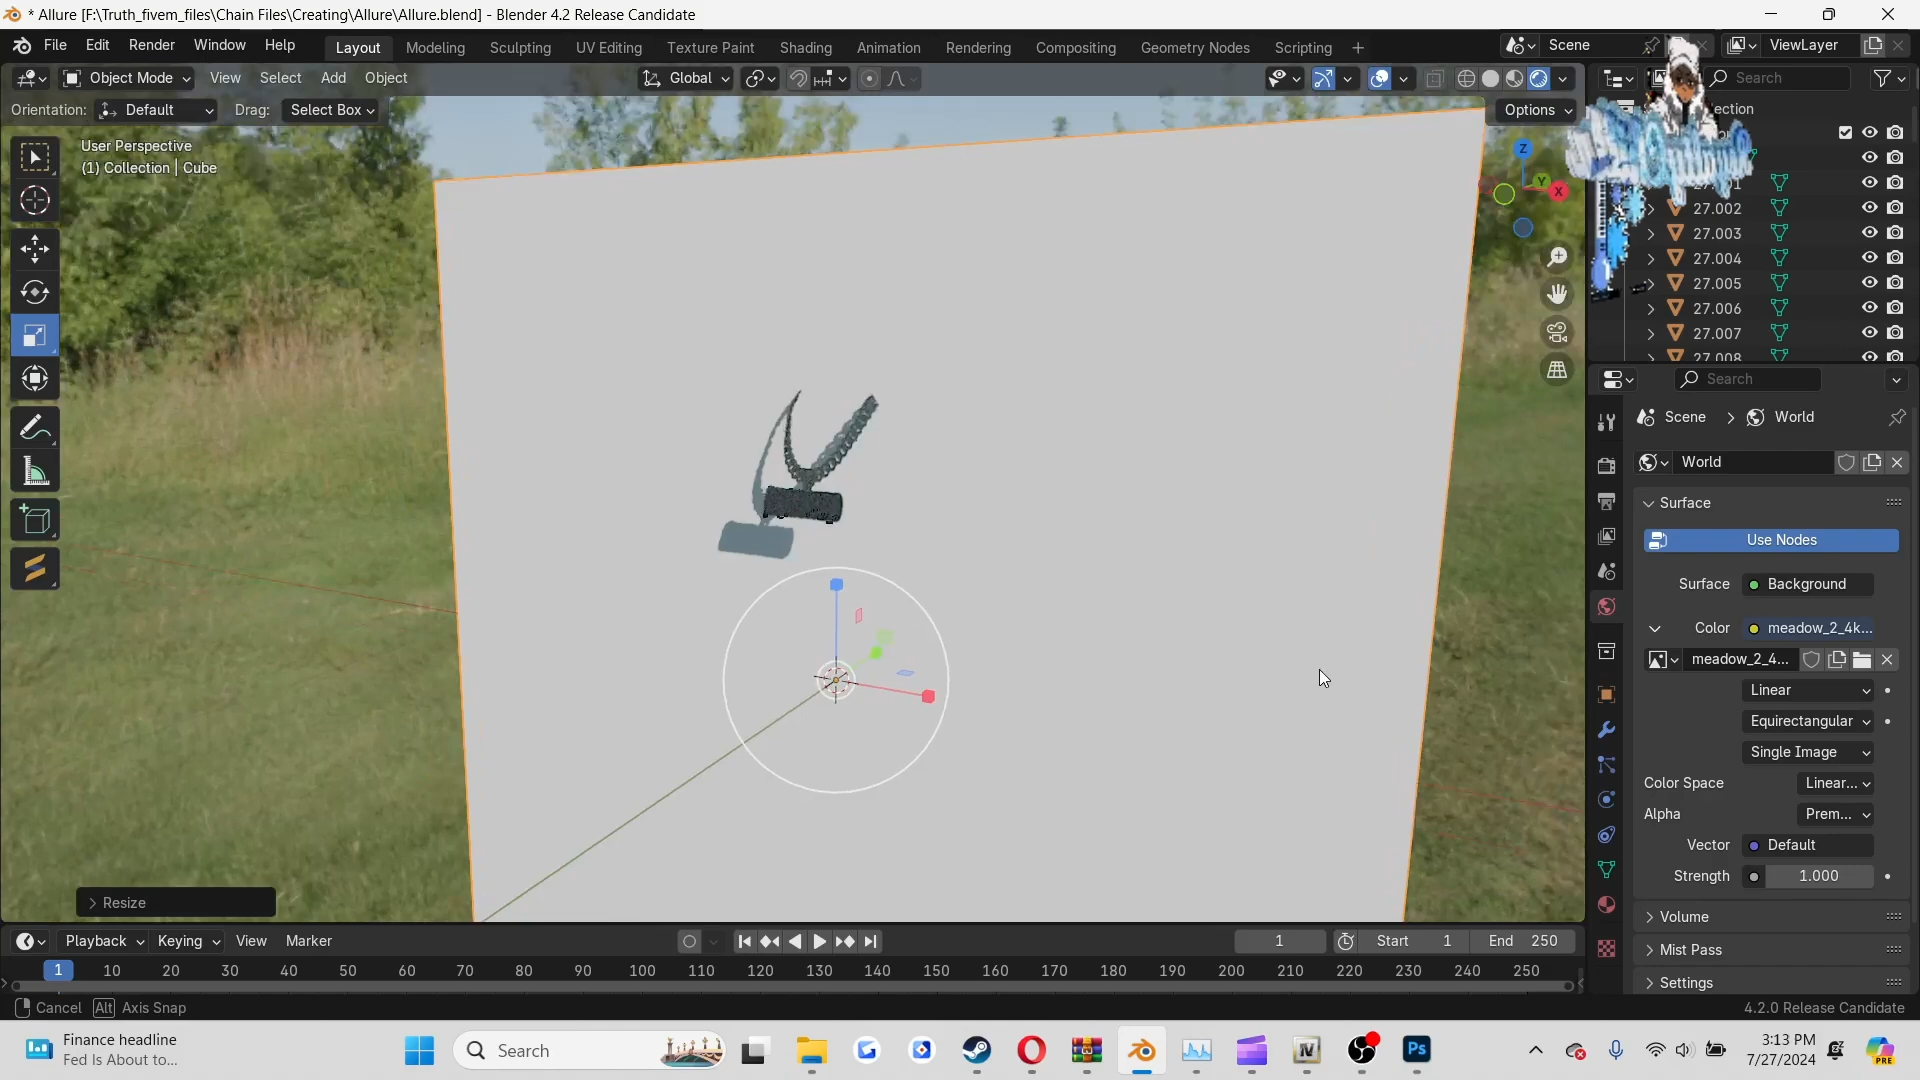 * Allure [F:\Truth_fivem_files\Chain Files\Creating\Allure\Allure.blend] - Blender 4.2 Release Candidate
File Edit Render Window Help Layout Modeling Sculpting UV Editing Texture Paint Shading Animation Rendering Compositing Geometry Nodes Scripting + Scene ViewLayer
Object Mode View Select Add Object Global Search
Orientation: Default Drag: Select Box Options
User Perspective
(1) Collection | Cube
Z
Y
X
27.002
27.003
27.004
27.005
27.006
27.007
27.008
Search
Scene > World
World
Surface
Use Nodes
Surface Background
Color meadow_2_4k...
meadow_2_4...
Linear
Equirectangular
Single Image
Color Space Linear...
Alpha Prem...
Vector Default
Strength 1.000
Volume
Mist Pass
Settings
> Resize
Playback Keying View Marker 1 Start 1 End 250
1 10 20 30 40 50 60 70 80 90 100 110 120 130 140 150 160 170 180 190 200 210 220 230 240 250
Cancel Alt Axis Snap 4.2.0 Release Candidate
Finance headline
Fed Is About to...
Search
Ps
3:13 PM
7/27/2024
PRE